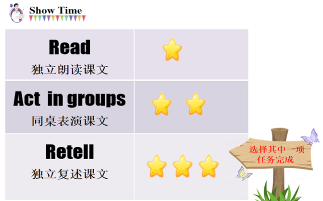 Show Time
Read
独立朗读课文
Act in groups
同桌表演课文
Retell
独立复述课文
选择其中一项
任务完成